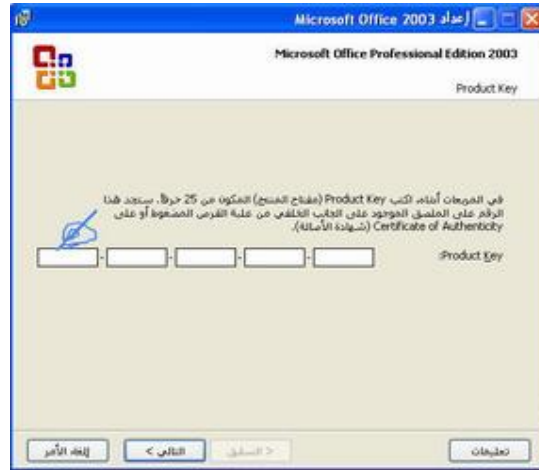 إعداد Microsoft Office 2003
Microsoft Office Professional Edition 2003
Product Key
في المربعات أدناه، اكتب Product Key (مفتاح المنتج) المكون من 25 حرفاً. ستجد هذا
الرقم على الملصق الموجود على الجانب الخلفي من علبة القرص المضغوط أو على
Certificate of Authenticity (شهادة الأصالة).
Product Key:
- - - -
تعليمات
< السابق
التالي >
إلغاء الأمر